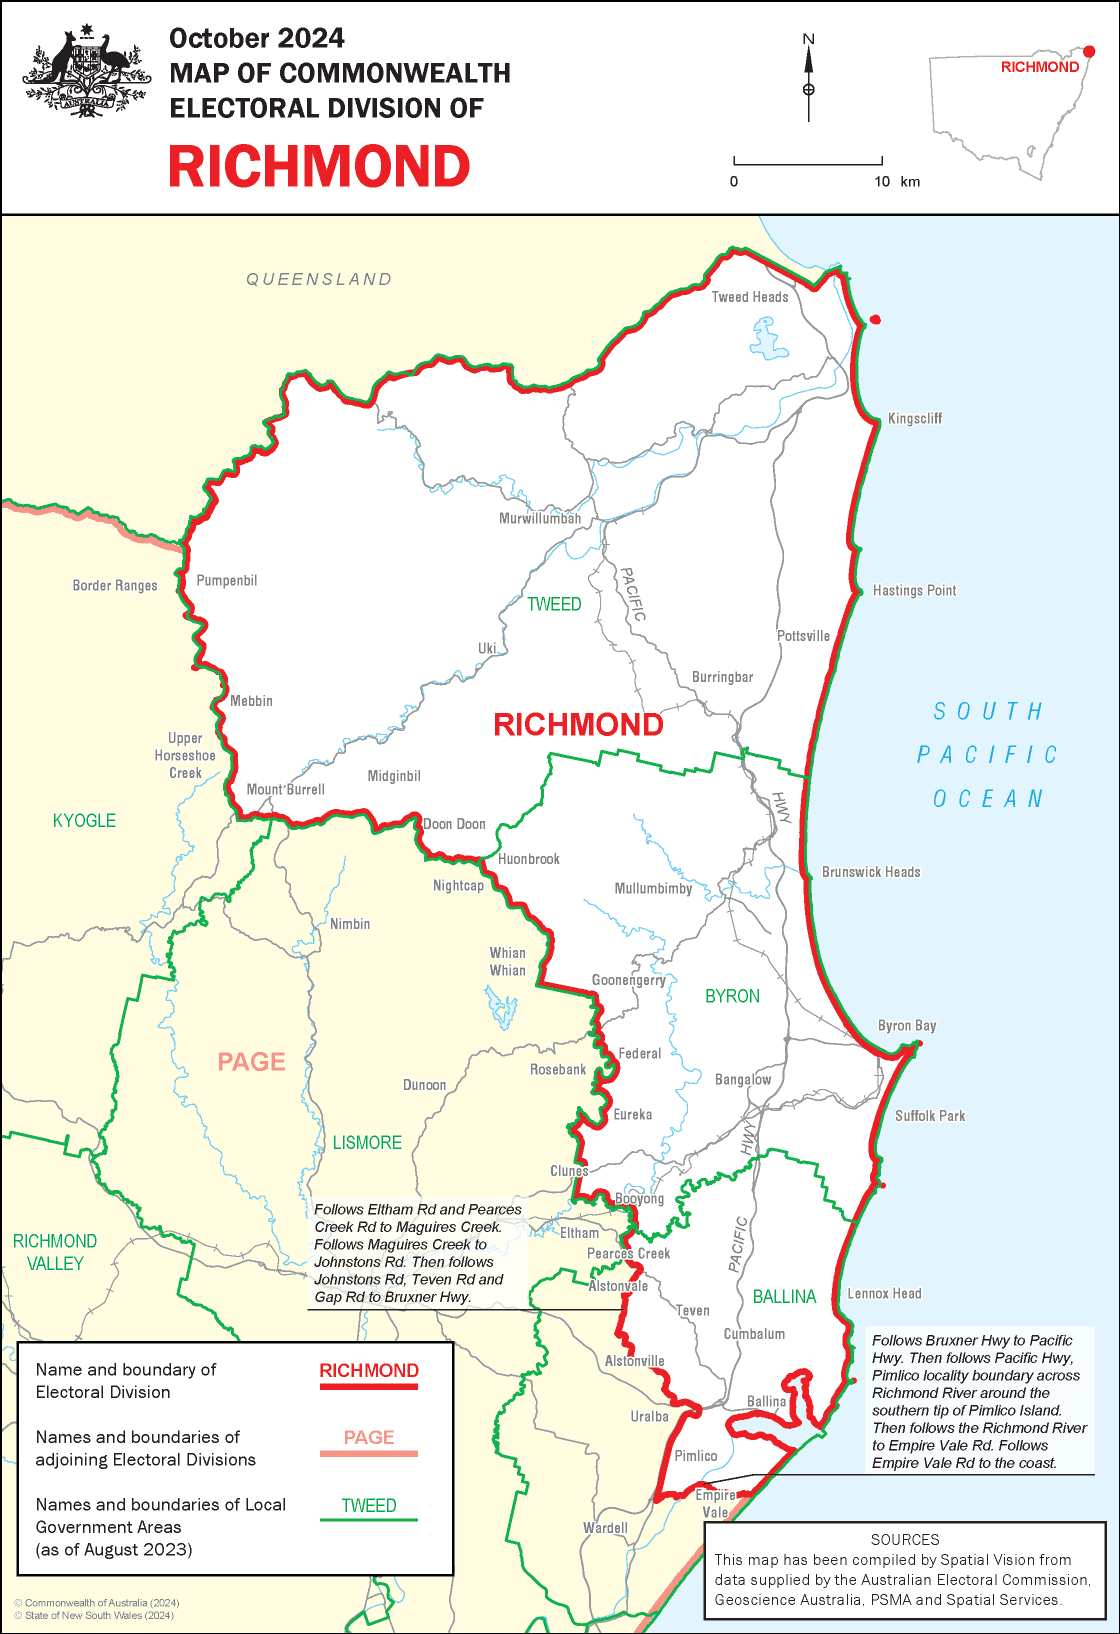 October 2024
MAP OF COMMONWEALTH
ELECTORAL DIVISION OF
RICHMOND
AUSTRALIA
N
0 10 km
RICHMOND
QUEENSLAND
Tweed Heads
Kingscliff
Murwillumbah
Border Ranges
Pumpenbil
PACIFIC
TWEED
Hastings Point
Pottsville
Uki
Burringbar
Mebbin
RICHMOND
SOUTH
PACIFIC
OCEAN
Upper
Horseshoe
Creek
Midginbil
Mount Burrell
HWY
KYOGLE
Doon Doon
Huonbrook
Nightcap
Mullumbimby
Brunswick Heads
Nimbin
Whian
Whian
Goonengerry
BYRON
Byron Bay
PAGE
Federal
Rosebank
Dunoon
Bangalow
Eureka
Suffolk Park
HWY
LISMORE
Clunes
Booyong
Follows Eltham Rd and Pearces
Creek Rd to Maguires Creek.
Follows Maguires Creek to
Johnstons Rd. Then follows
Johnstons Rd, Teven Rd and
Gap Rd to Bruxner Hwy.
Eltham
RICHMOND
VALLEY
Pearces Creek
PACIFIC
Alstonvale
BALLINA
Lennox Head
Teven
Cumbalum
Alstonville
Ballina
Uralba
Pimlico
Empire
Vale
Wardell
Follows Bruxner Hwy to Pacific
Hwy. Then follows Pacific Hwy,
Pimlico locality boundary across
Richmond River around the
southern tip of Pimlico Island.
Then follows the Richmond River
to Empire Vale Rd. Follows
Empire Vale Rd to the coast.
Name and boundary of
Electoral Division
RICHMOND
Names and boundaries of
adjoining Electoral Divisions
PAGE
Names and boundaries of Local
Government Areas
(as of August 2023)
TWEED
SOURCES
This map has been compiled by Spatial Vision from
data supplied by the Australian Electoral Commission,
Geoscience Australia, PSMA and Spatial Services.
© Commonwealth of Australia (2024)
© State of New South Wales (2024)